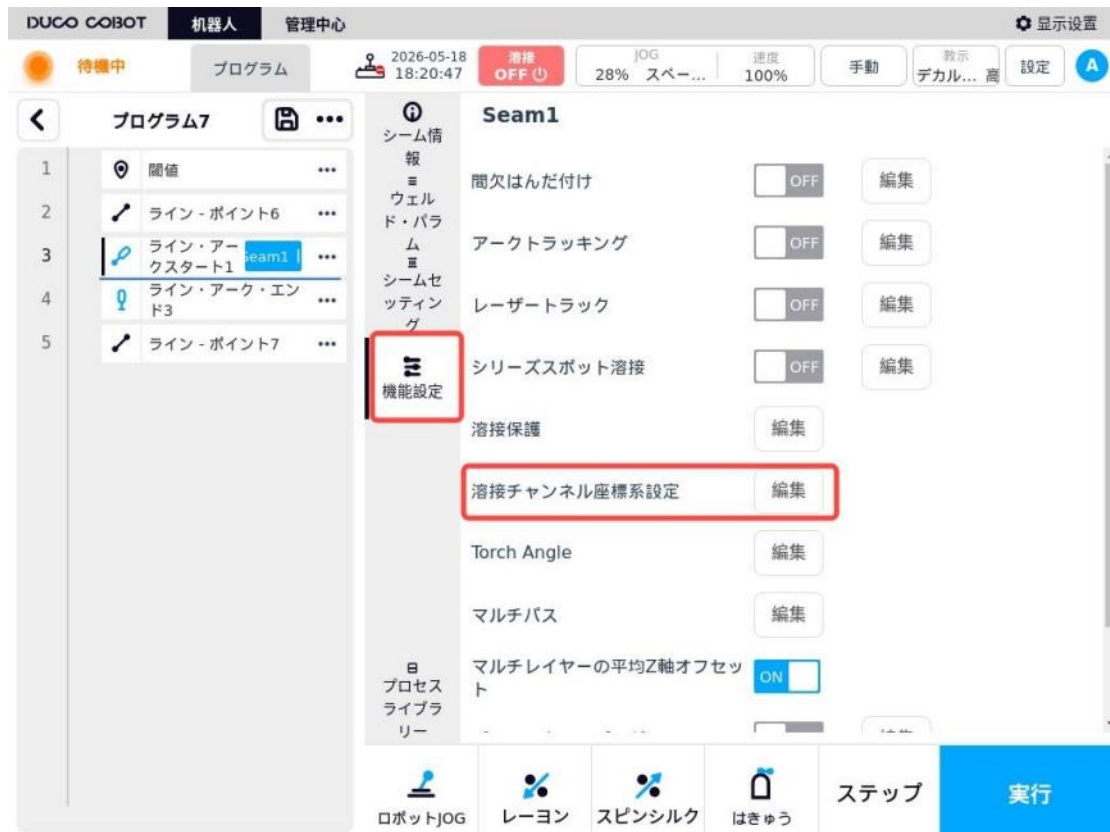 DUCO COBOT 机器人 管理中心 显示设置
待機中 プログラム 2026-05-18 18:20:47 溶接 OFF JOG 28% スペー... 速度 100% 手動 教示 デカル... 高 設定 A
プログラム7
1 閾値
2 ライン - ポイント6
3 ライン・アークスタート1 Seam1
4 ライン・アーク・エンド3
5 ライン - ポイント7
シーム情報
ウェルド・パラム
シームセッティング
機能設定
プロセスライブラリー
Seam1
間欠はんだ付け OFF 編集
アークトラッキング OFF 編集
レーザートラック OFF 編集
シリーズスポット溶接 OFF 編集
溶接保護 編集
溶接チャンネル座標系設定 編集
Torch Angle 編集
マルチパス 編集
マルチレイヤーの平均Z軸オフセット ON
ロボットJOG レーヨン スピンシルク はきゅう ステップ 実行